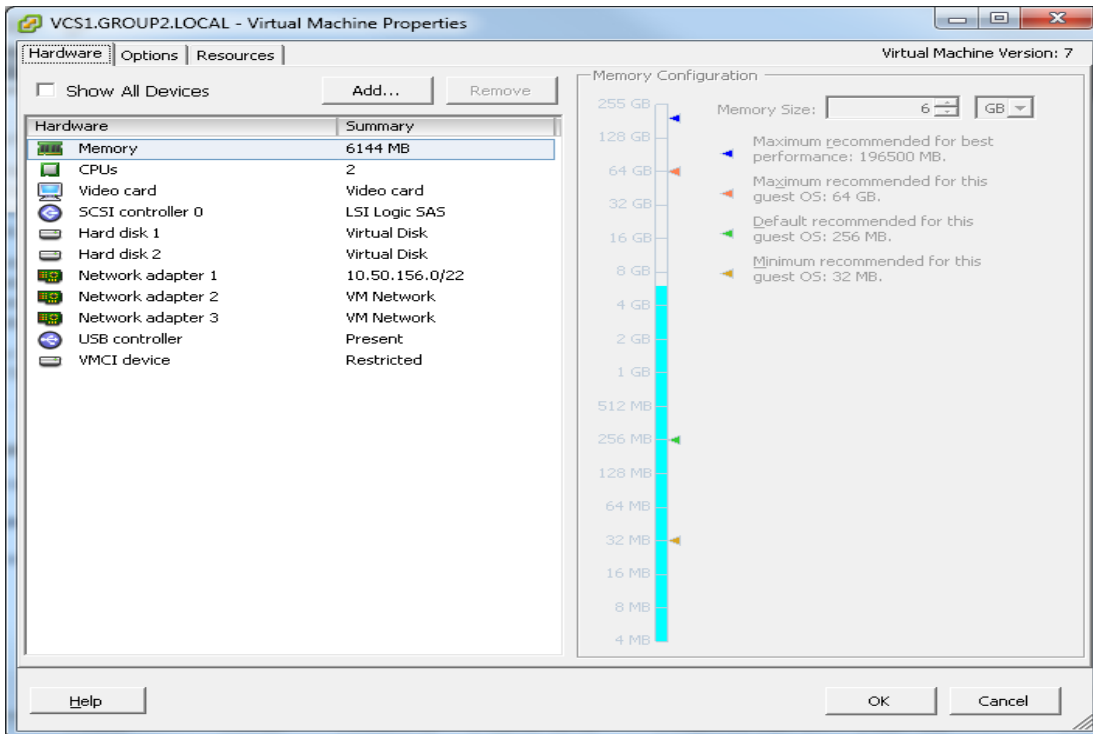 VCS1.GROUP2.LOCAL - Virtual Machine Properties
Hardware Options Resources Virtual Machine Version: 7
Show All Devices Add... Remove
Hardware Summary
Memory 6144 MB
CPUs 2
Video card Video card
SCSI controller 0 LSI Logic SAS
Hard disk 1 Virtual Disk
Hard disk 2 Virtual Disk
Network adapter 1 10.50.156.0/22
Network adapter 2 VM Network
Network adapter 3 VM Network
USB controller Present
VMCI device Restricted
Memory Configuration
255 GB
128 GB
64 GB
32 GB
16 GB
8 GB
4 GB
2 GB
1 GB
512 MB
256 MB
128 MB
64 MB
32 MB
16 MB
8 MB
4 MB
Memory Size: 6 GB
Maximum recommended for best
performance: 196500 MB.
Maximum recommended for this
guest OS: 64 GB.
Default recommended for this
guest OS: 256 MB.
Minimum recommended for this
guest OS: 32 MB.
Help OK Cancel